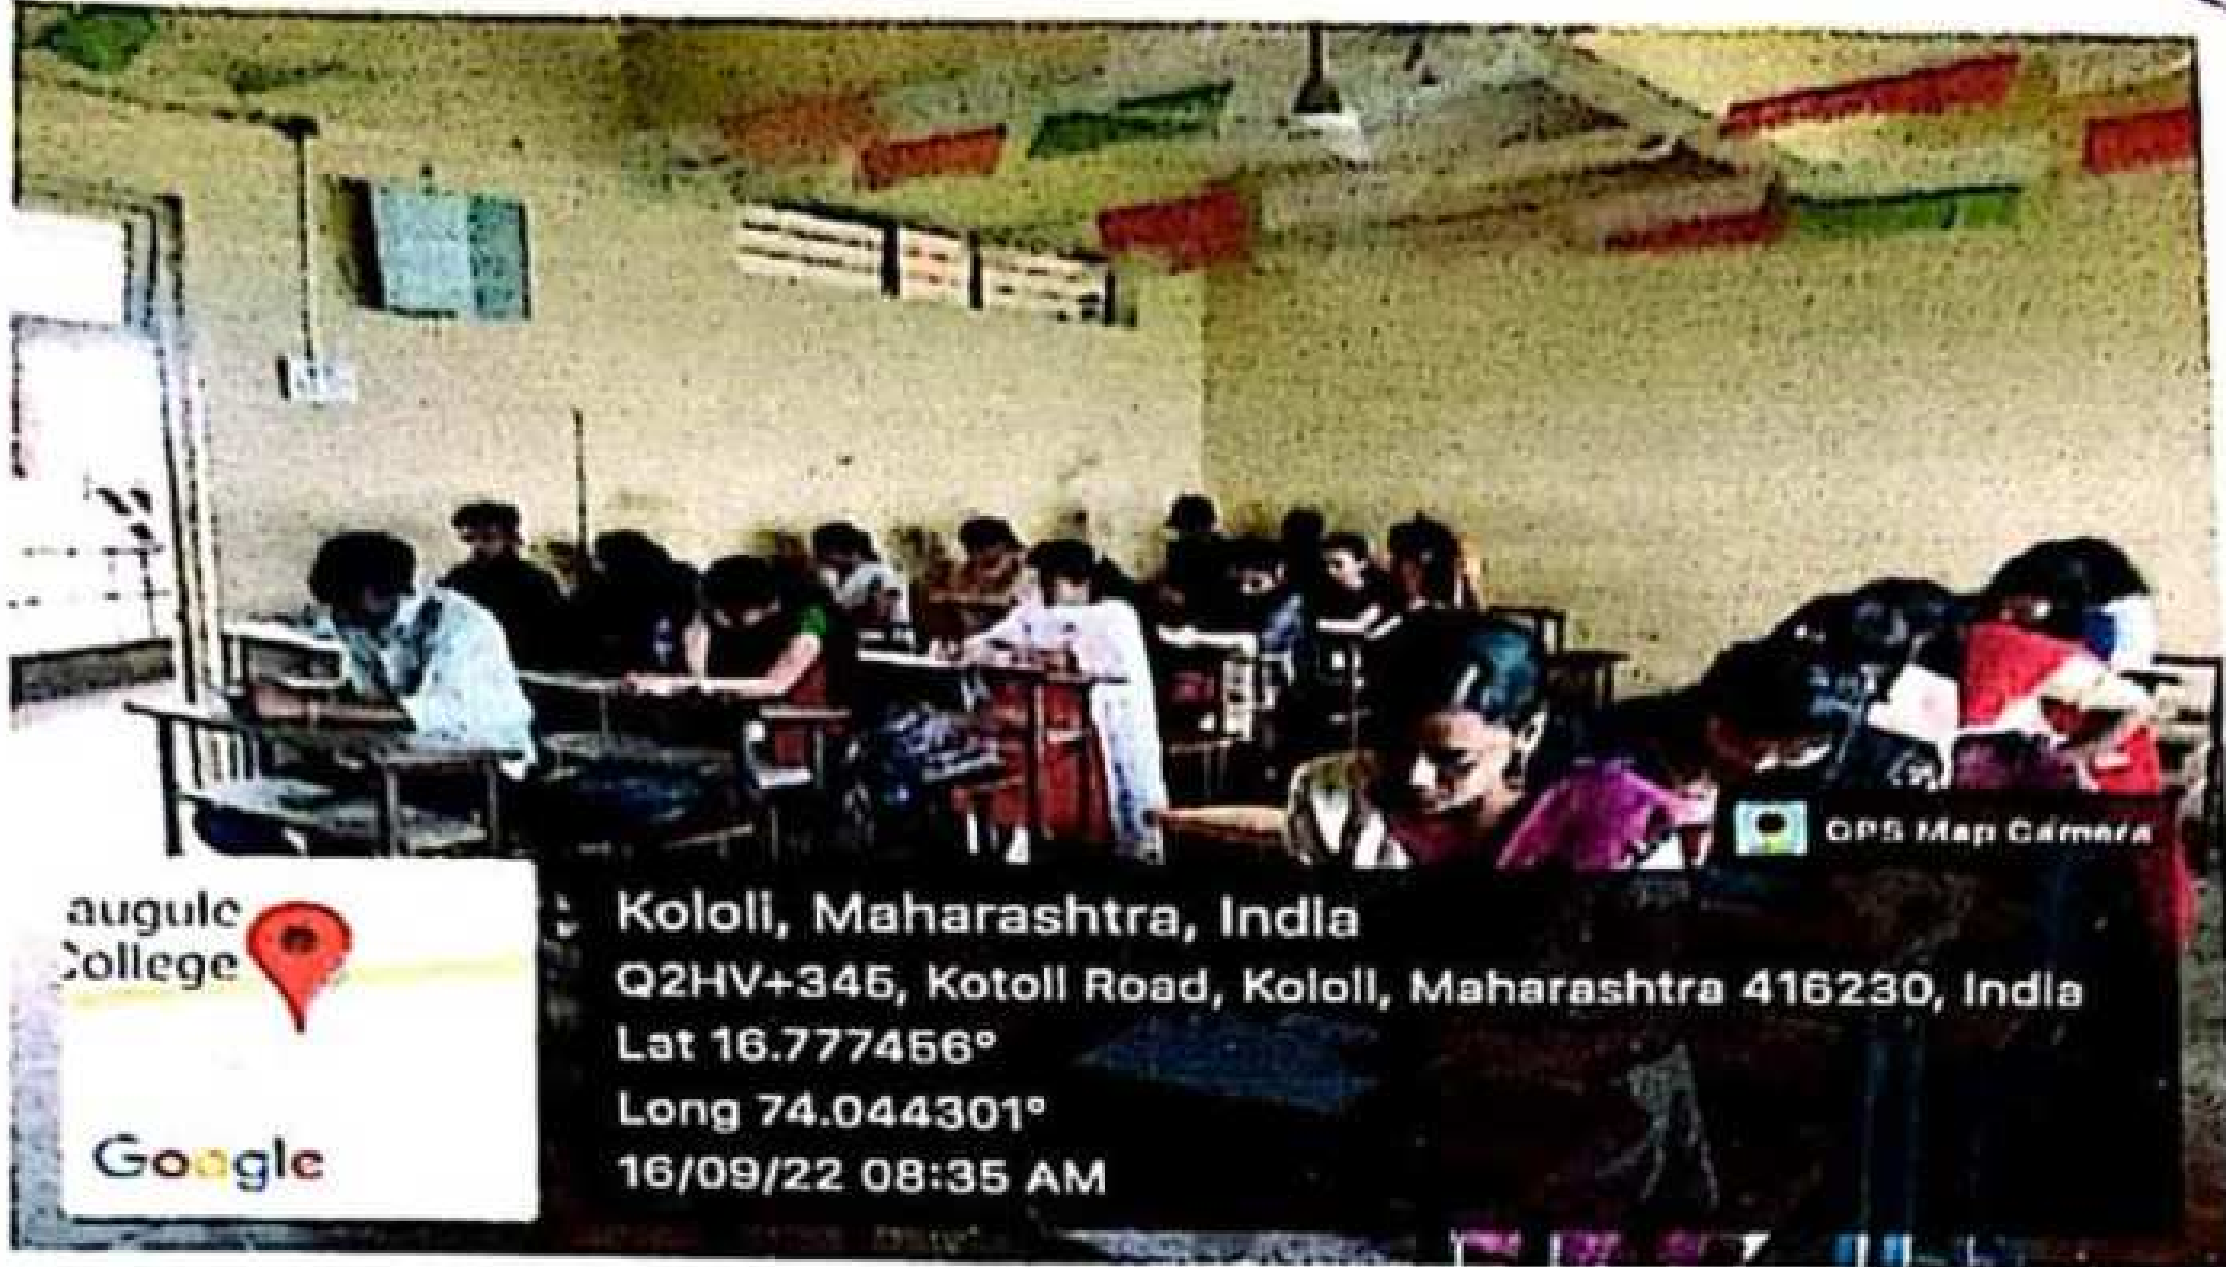 GPS Map Camera
augule
College
Google
Kololi, Maharashtra, India
Q2HV+345, Kotoli Road, Kololi, Maharashtra 416230, India
Lat 16.777456°
Long 74.044301°
16/09/22 08:35 AM